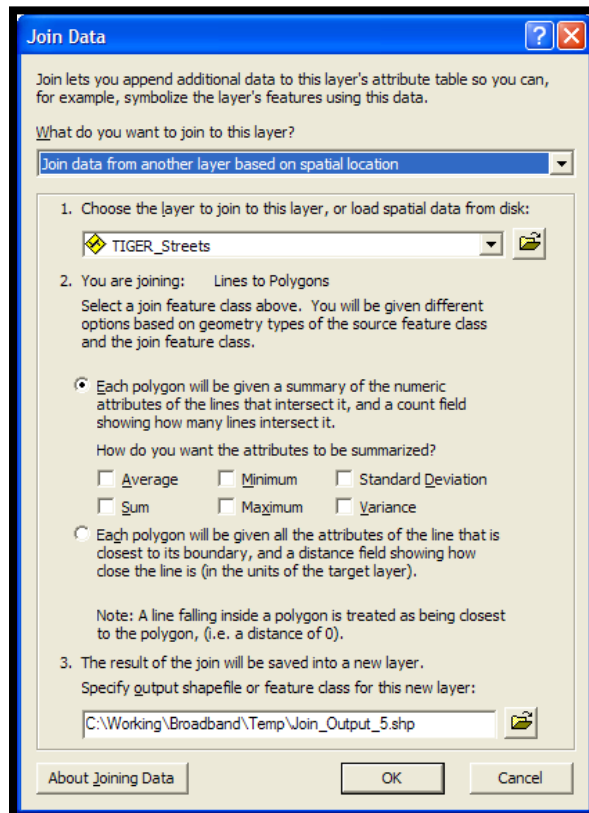 Join Data
Join lets you append additional data to this layer's attribute table so you can,
for example, symbolize the layer's features using this data.
What do you want to join to this layer?
Join data from another layer based on spatial location
1. Choose the layer to join to this layer, or load spatial data from disk:
TIGER_Streets
2. You are joining: Lines to Polygons
Select a join feature class above. You will be given different
options based on geometry types of the source feature class
and the join feature class.
Each polygon will be given a summary of the numeric
attributes of the lines that intersect it, and a count field
showing how many lines intersect it.
How do you want the attributes to be summarized?
Average Minimum Standard Deviation
Sum Maximum Variance
Each polygon will be given all the attributes of the line that is
closest to its boundary, and a distance field showing how
close the line is (in the units of the target layer).
Note: A line falling inside a polygon is treated as being closest
to the polygon, (i.e. a distance of 0).
3. The result of the join will be saved into a new layer.
Specify output shapefile or feature class for this new layer:
C:\Working\Broadband\Temp\Join_Output_5.shp
About Joining Data OK Cancel